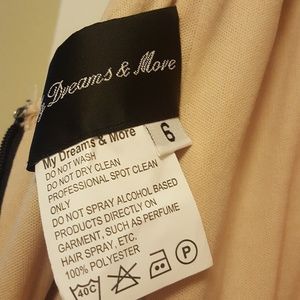 Dreams & More
My Dreams & More
6
DO NOT WASH
DO NOT DRY CLEAN
PROFESSIONAL SPOT CLEAN
ONLY
DO NOT SPRAY ALCOHOL BASED
PRODUCTS DIRECTLY ON
GARMENT, SUCH AS PERFUME
HAIR SPRAY, ETC.
100% POLYESTER
40C
P